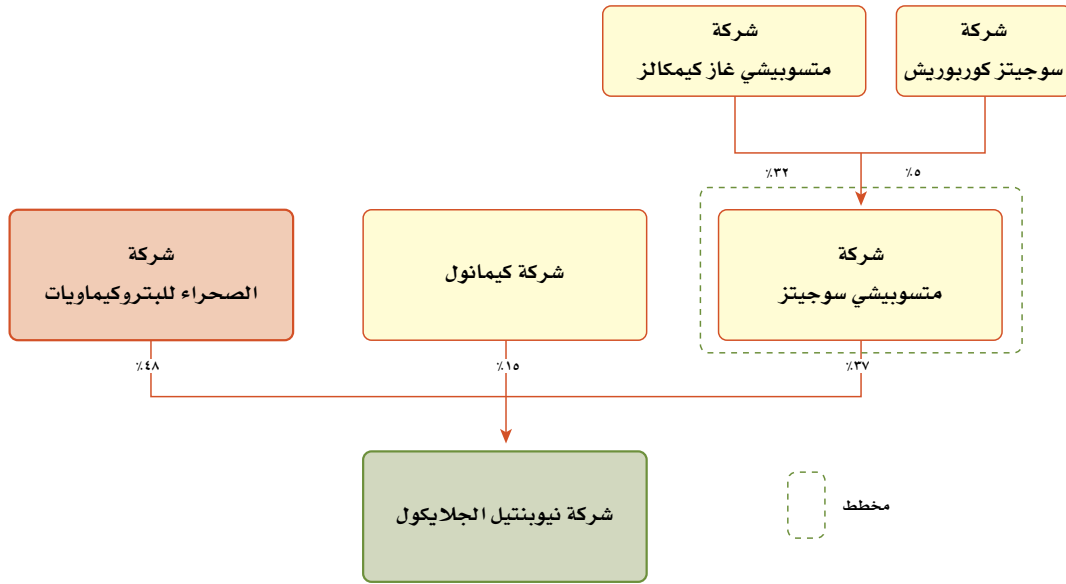 شركة
سوجيتز كوربوريش
شركة
متسوبيشي غاز كيمكالز
٥٪
٣٢٪
شركة
متسوبيشي سوجيتز
شركة كيمانول
شركة
الصحراء للبتروكيماويات
٣٧٪
١٥٪
٤٨٪
شركة نيوبنتيل الجلايكول
مخطط